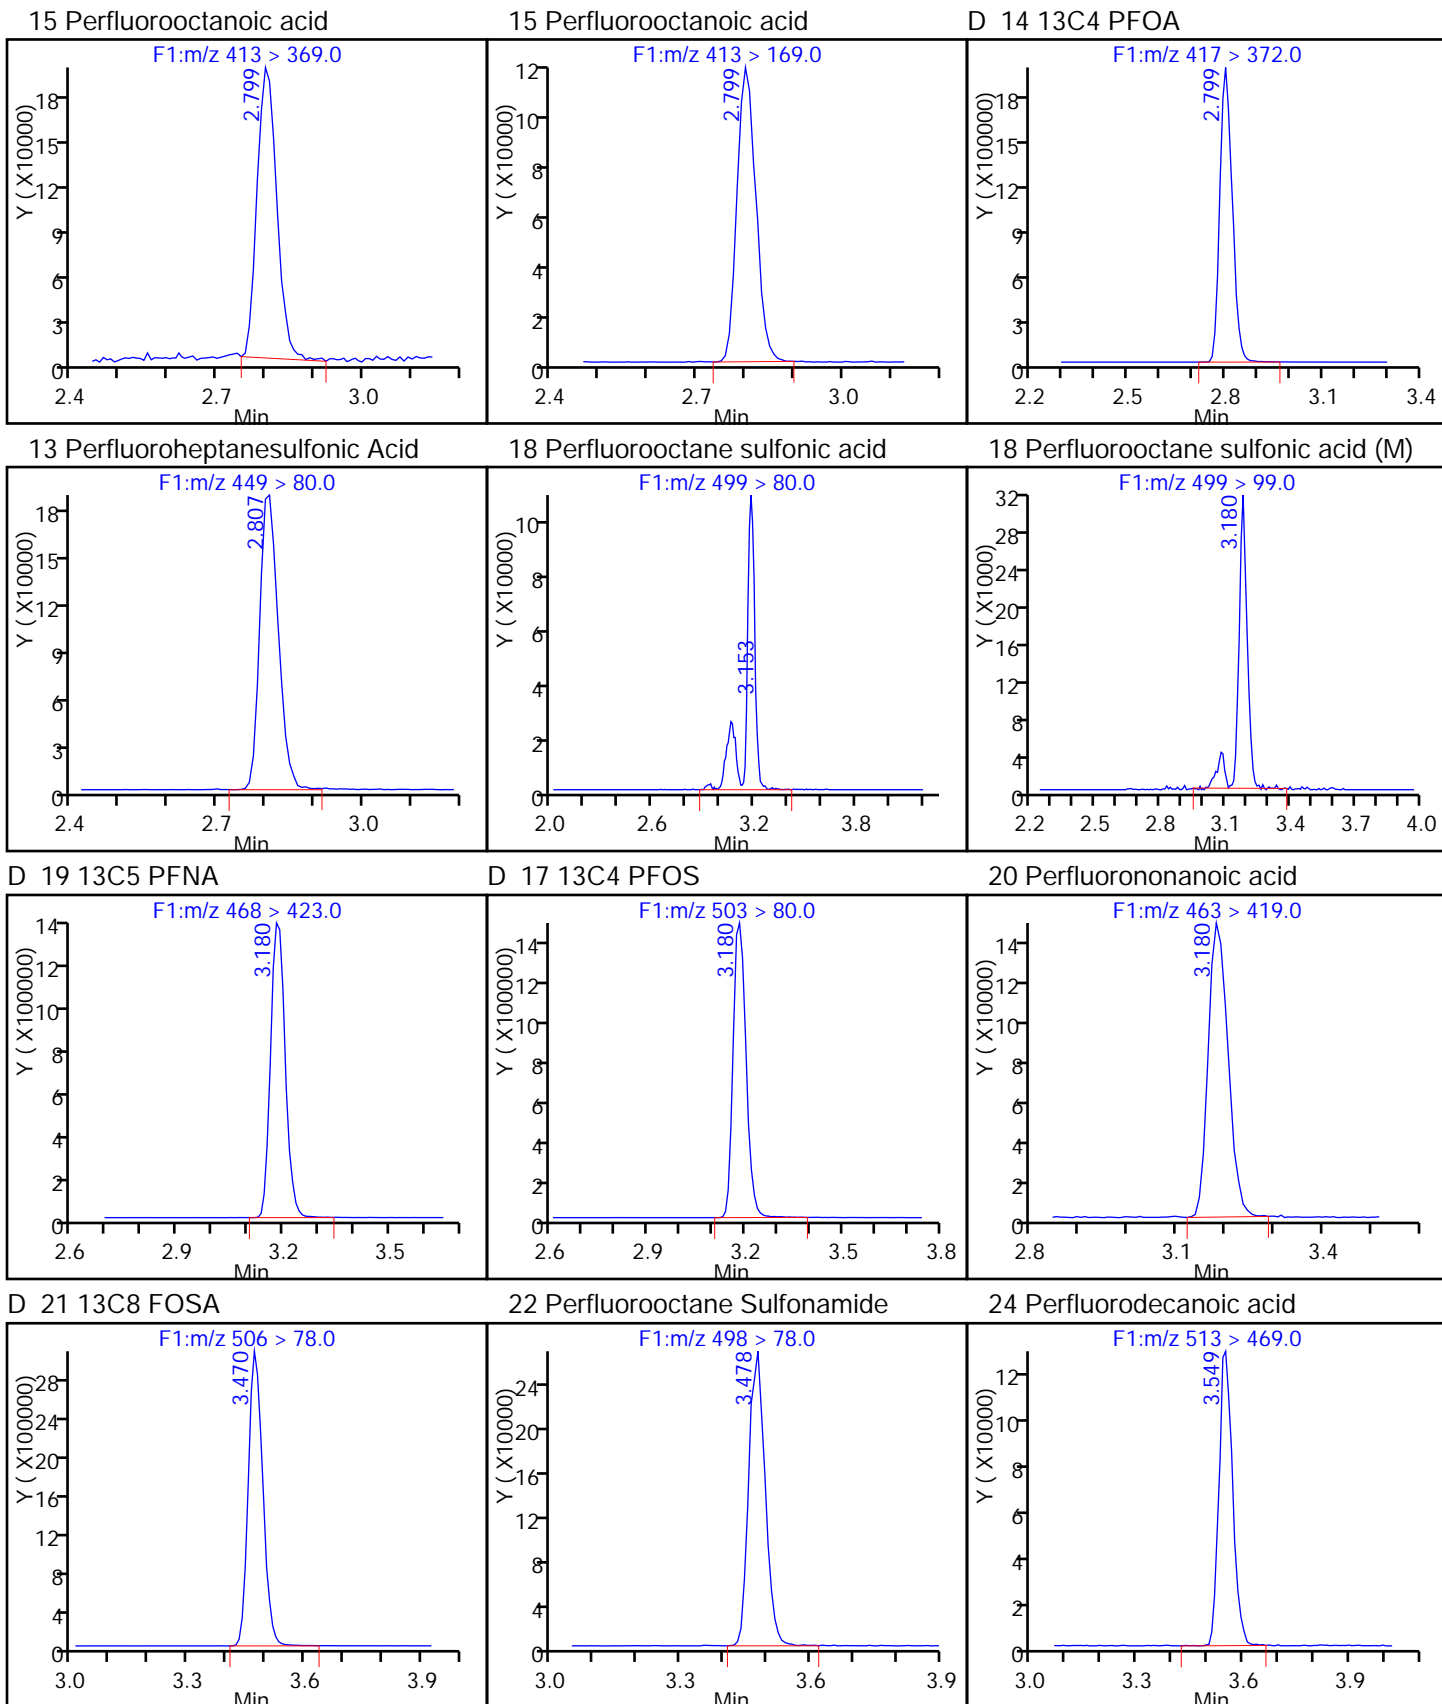 15 Perfluorooctanoic acid
F1:m/z 413 > 369.0
Y ( X10000)
18
15
12
9
6
3
0
2.799
2.4 2.7 3.0
Min
15 Perfluorooctanoic acid
F1:m/z 413 > 169.0
Y ( X10000)
12
10
8
6
4
2
0
2.799
2.4 2.7 3.0
Min
D 14 13C4 PFOA
F1:m/z 417 > 372.0
Y ( X100000)
18
15
12
9
6
3
0
2.799
2.2 2.5 2.8 3.1 3.4
Min
13 Perfluoroheptanesulfonic Acid
F1:m/z 449 > 80.0
Y ( X10000)
18
15
12
9
6
3
0
2.807
2.4 2.7 3.0
Min
18 Perfluorooctane sulfonic acid
F1:m/z 499 > 80.0
Y ( X10000)
10
8
6
4
2
0
3.153
2.0 2.6 3.2 3.8
Min
18 Perfluorooctane sulfonic acid (M)
F1:m/z 499 > 99.0
Y ( X1000)
32
28
24
20
16
12
8
4
0
3.180
2.2 2.5 2.8 3.1 3.4 3.7 4.0
Min
D 19 13C5 PFNA
F1:m/z 468 > 423.0
Y ( X100000)
14
12
10
8
6
4
2
0
3.180
2.6 2.9 3.2 3.5
Min
D 17 13C4 PFOS
F1:m/z 503 > 80.0
Y ( X100000)
14
12
10
8
6
4
2
0
3.180
2.6 2.9 3.2 3.5 3.8
Min
20 Perfluorononanoic acid
F1:m/z 463 > 419.0
Y ( X10000)
14
12
10
8
6
4
2
0
3.180
2.8 3.1 3.4
Min
D 21 13C8 FOSA
F1:m/z 506 > 78.0
Y ( X100000)
28
24
20
16
12
8
4
0
3.470
3.0 3.3 3.6 3.9
Min
22 Perfluorooctane Sulfonamide
F1:m/z 498 > 78.0
Y ( X10000)
24
20
16
12
8
4
0
3.478
3.0 3.3 3.6 3.9
Min
24 Perfluorodecanoic acid
F1:m/z 513 > 469.0
Y ( X10000)
12
10
8
6
4
2
0
3.549
3.0 3.3 3.6 3.9
Min